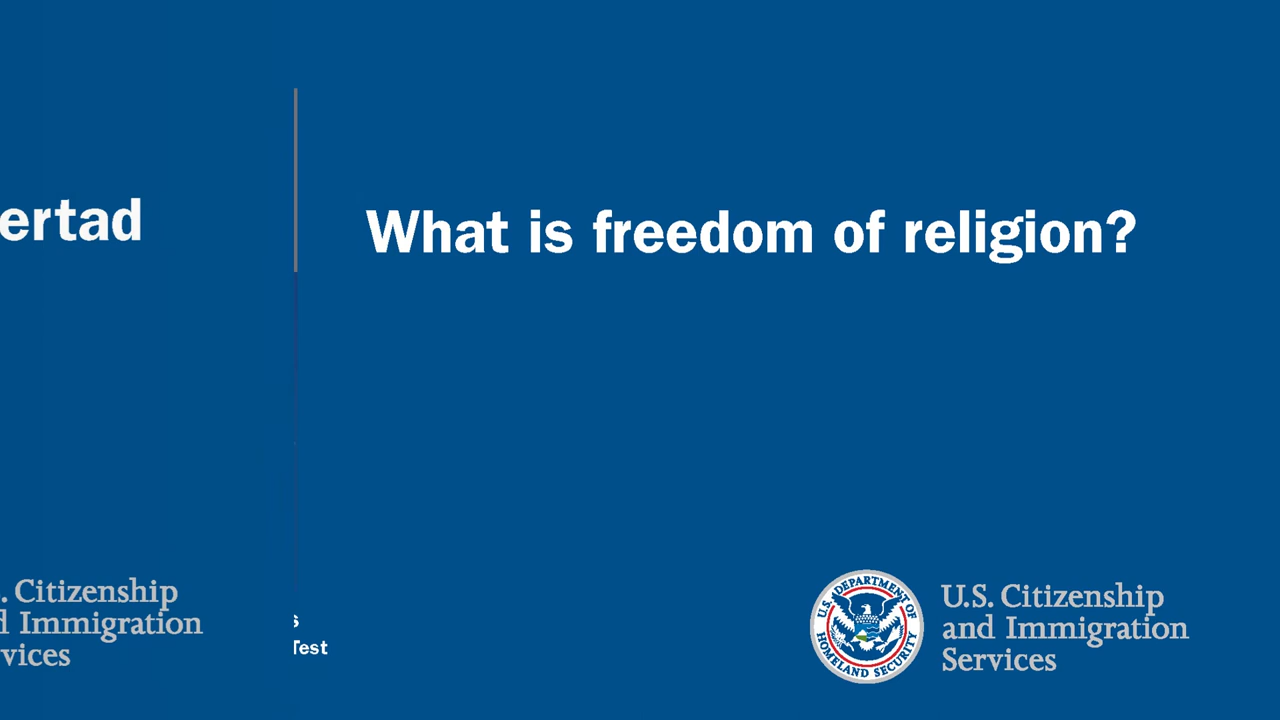 ertad
What is freedom of religion?
. Citizenship
d Immigration
vices
s
Test
U.S. DEPARTMENT OF
HOMELAND SECURITY
U.S. Citizenship
and Immigration
Services